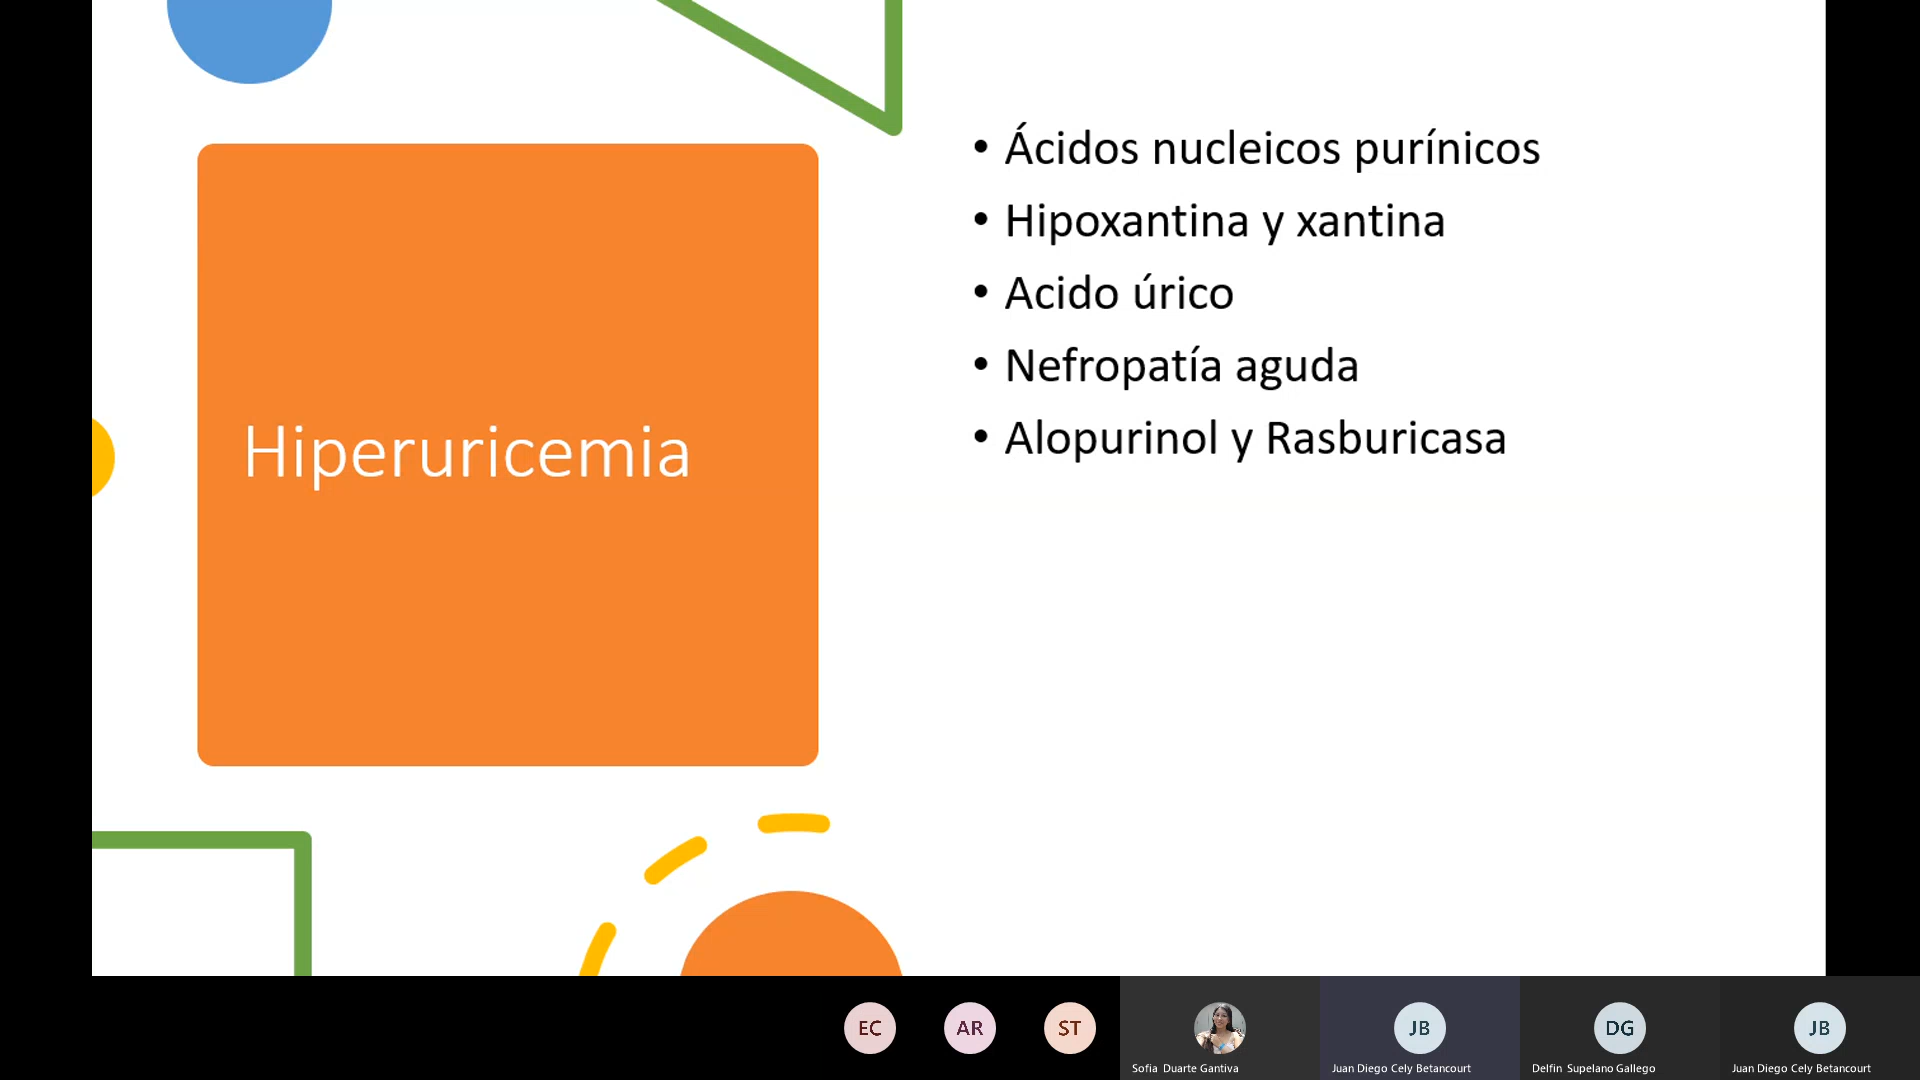 Hiperuricemia
• Ácidos nucleicos purínicos
• Hipoxantina y xantina
• Acido úrico
• Nefropatía aguda
• Alopurinol y Rasburicasa
EC
AR
ST
JB
DG
JB
Sofia Duarte Gantiva
Juan Diego Cely Betancourt
Delfin Supelano Gallego
Juan Diego Cely Betancourt